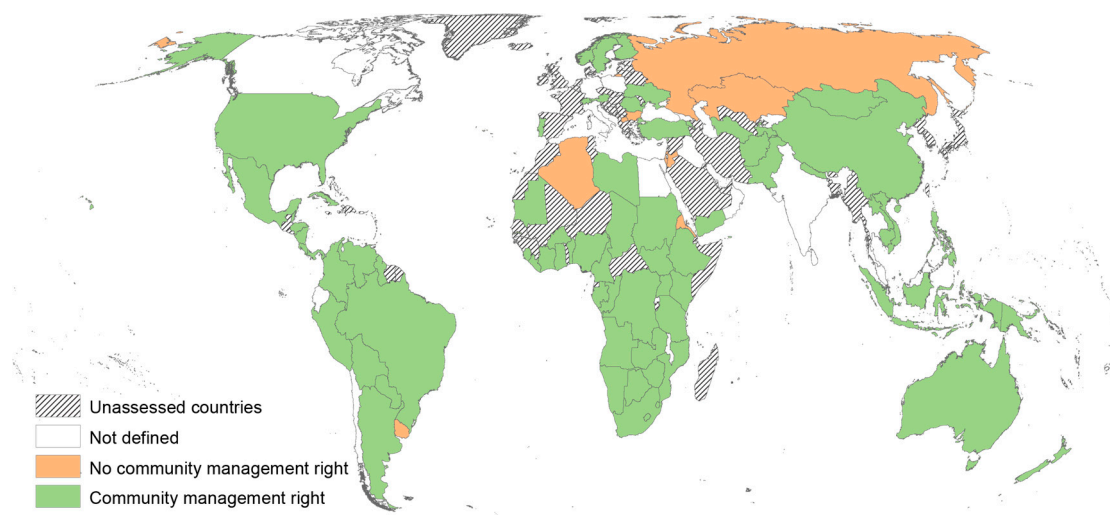 Unassessed countries
Not defined
No community management right
Community management right